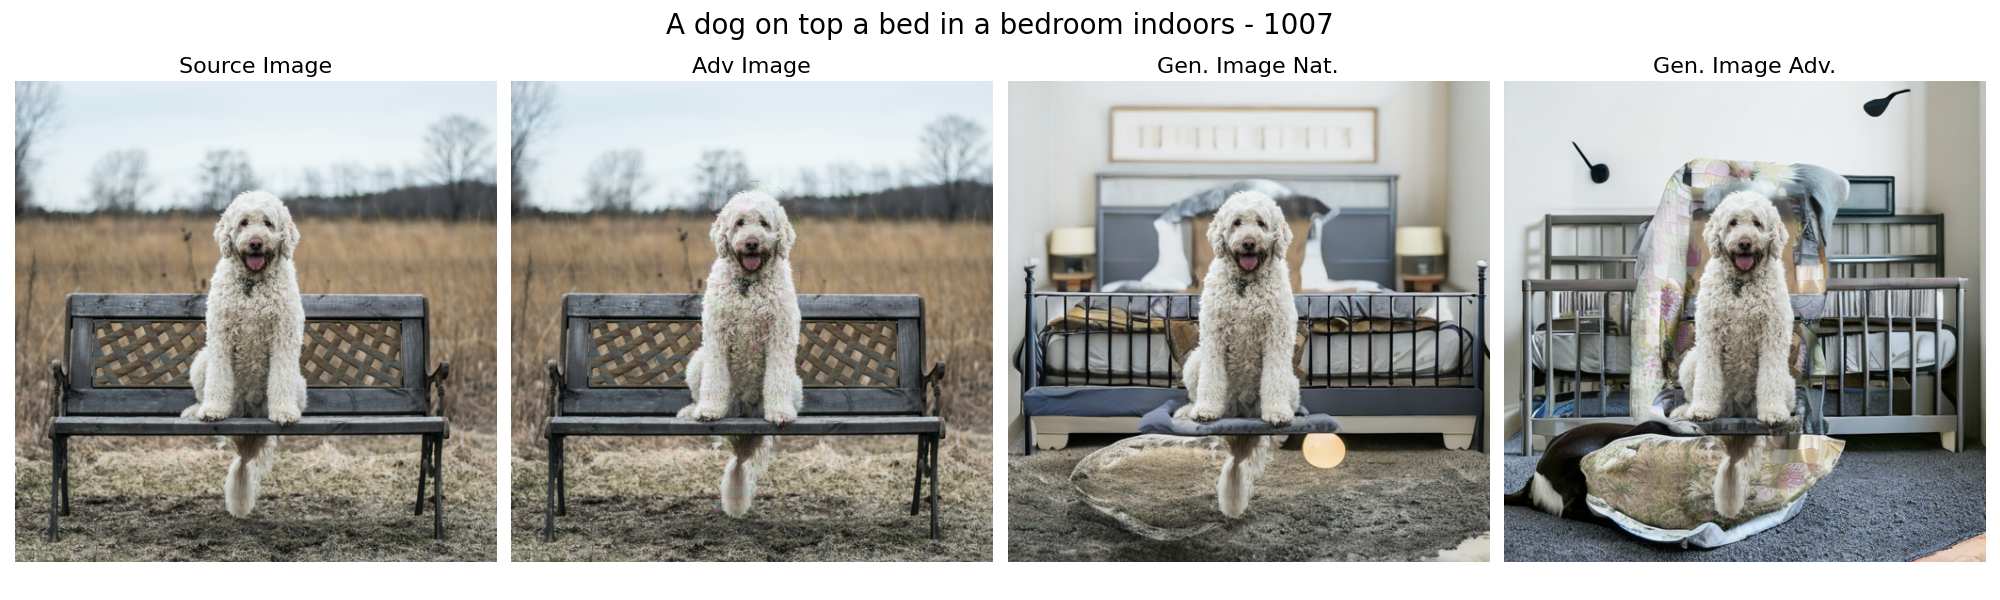 A dog on top a bed in a bedroom indoors - 1007
Source Image
Adv Image
Gen. Image Nat.
Gen. Image Adv.